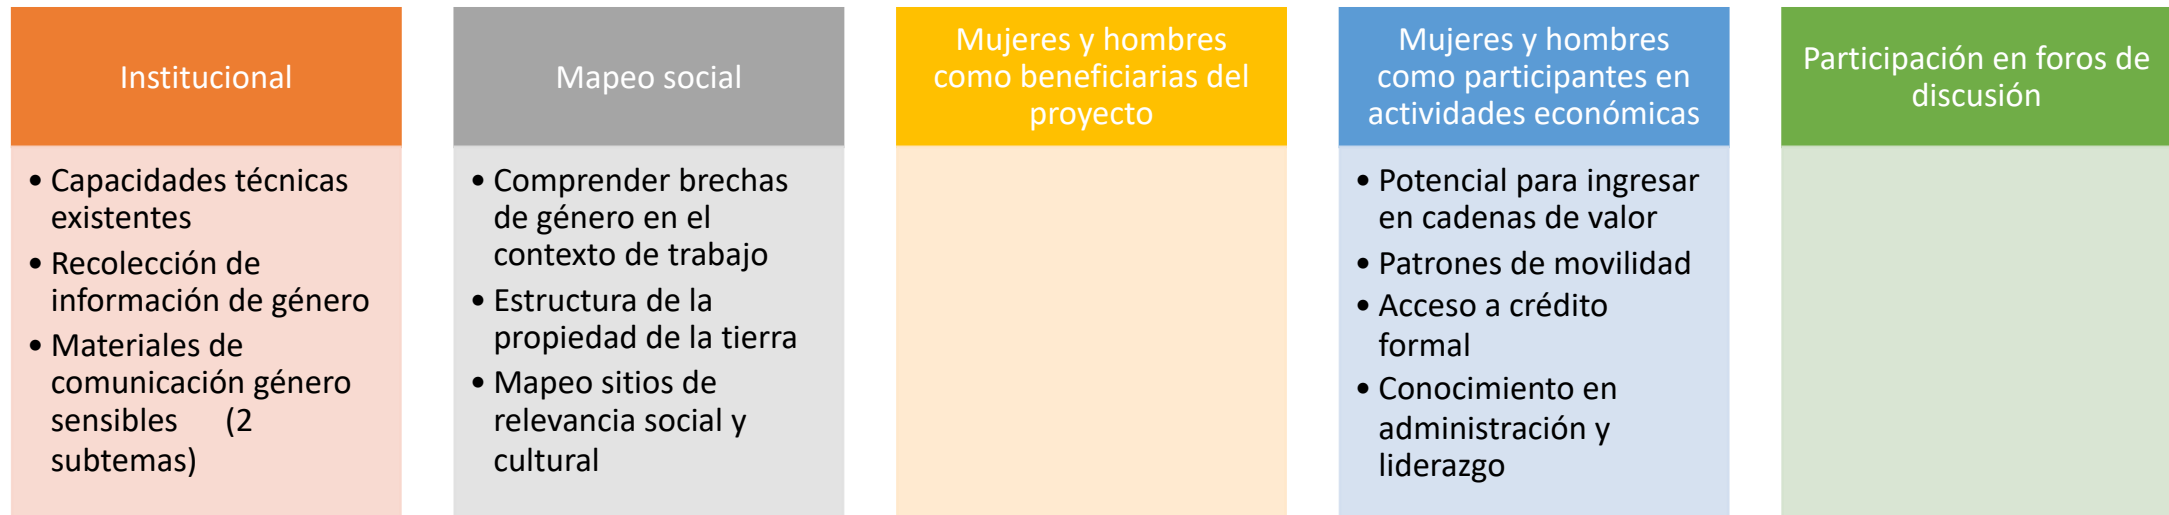 Institucional
• Capacidades técnicas
existentes
• Recolección de
información de género
• Materiales de
comunicación género
sensibles (2
subtemas)
Mapeo social
• Comprender brechas
de género en el
contexto de trabajo
• Estructura de la
propiedad de la tierra
• Mapeo sitios de
relevancia social y
cultural
Mujeres y hombres
como beneficiarias del
proyecto
Mujeres y hombres
como participantes en
actividades económicas
• Potencial para ingresar
en cadenas de valor
• Patrones de movilidad
• Acceso a crédito
formal
• Conocimiento en
administración y
liderazgo
Participación en foros de
discusión